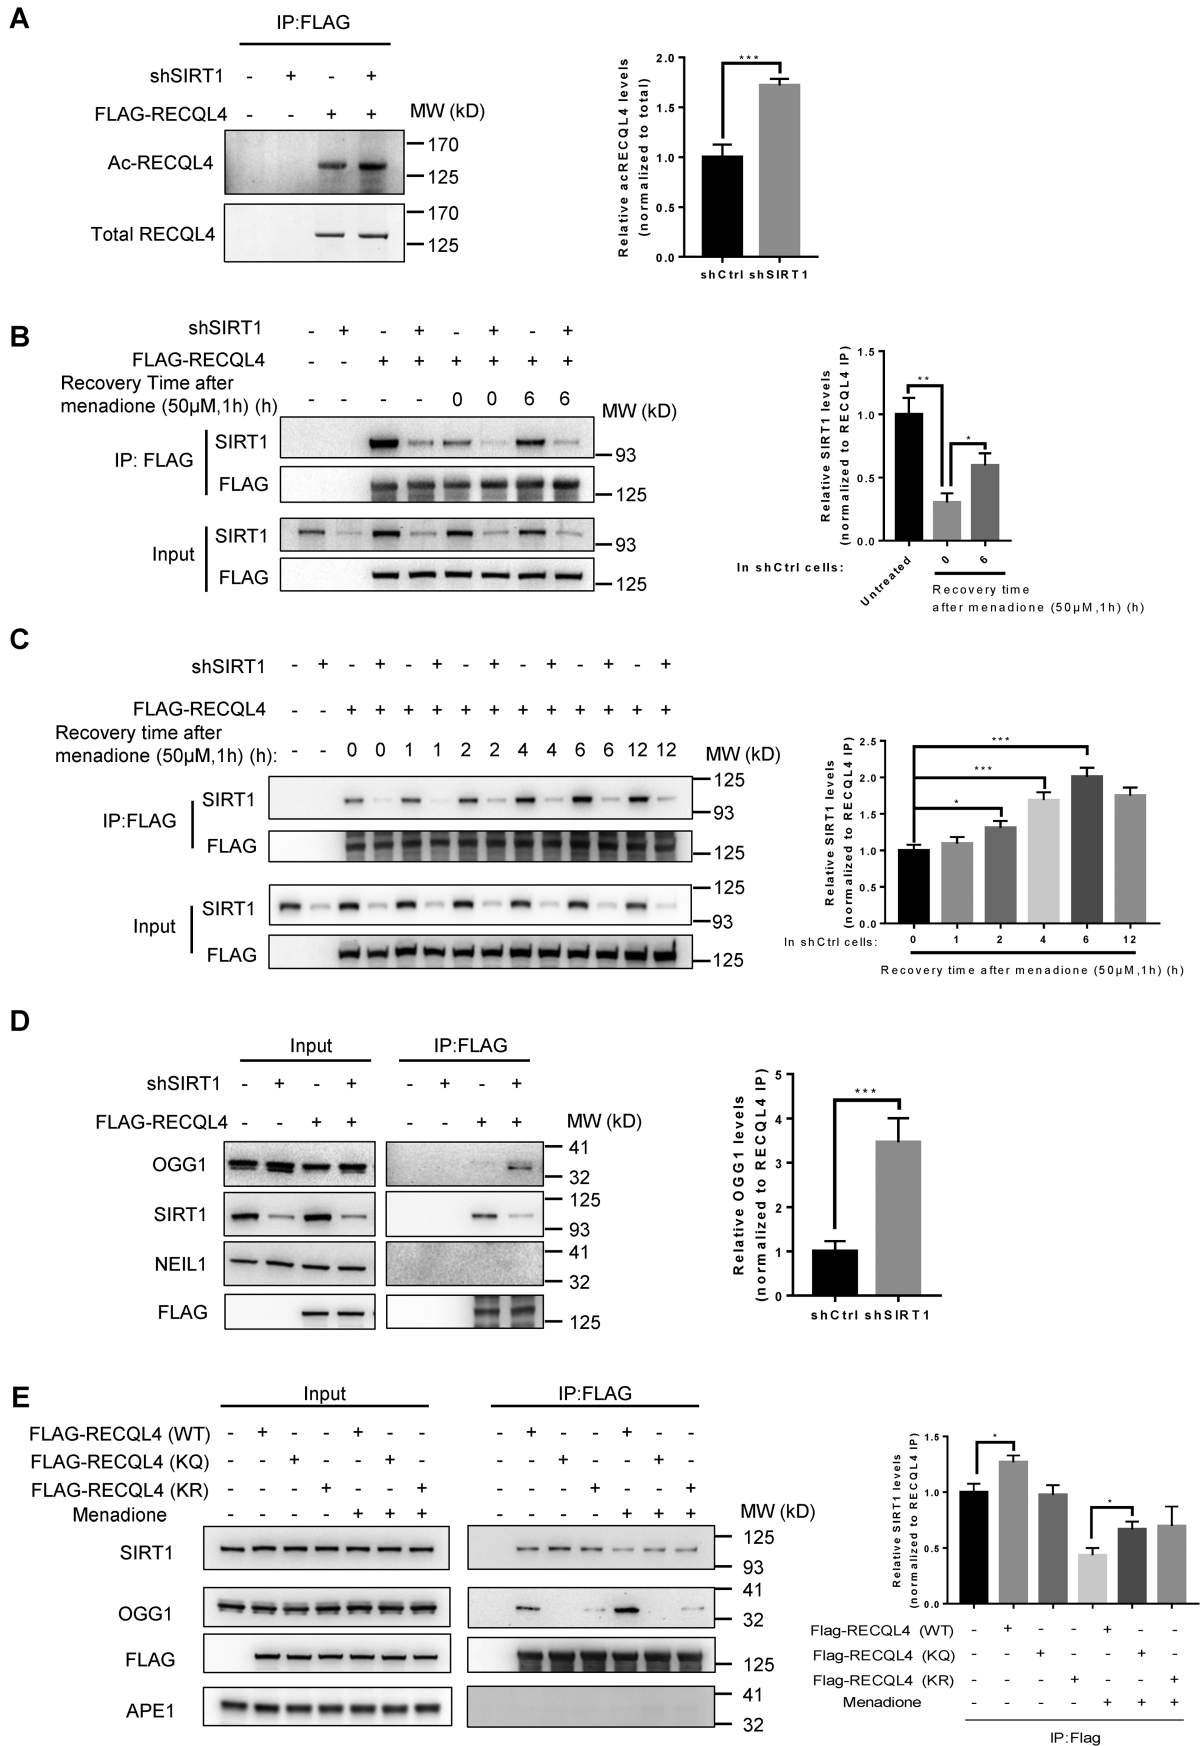 A
IP:FLAG
shSIRT1 - + - +
FLAG-RECQL4 - - + + MW (kD)
Ac-RECQL4
170
125
Total RECQL4
170
125
Relative acRECQL4 levels
(normalized to total)
2.0
1.5
1.0
0.5
0.0
***
shCtrl shSIRT1
B
shSIRT1 - + - + - + - +
FLAG-RECQL4 - - + + + + + +
Recovery Time after
menadione (50μM,1h) (h) - - - - 0 0 6 6
MW (kD)
IP: FLAG
SIRT1
93
FLAG
125
Input
SIRT1
93
FLAG
125
Relative SIRT1 levels
(normalized to RECQL4 IP)
1.5
1.0
0.5
0.0
**
*
In shCtrl cells:
Untreated 0 6
Recovery time
after menadione (50μM,1h) (h)
C
shSIRT1 - + - + - + - + - + - + - +
FLAG-RECQL4 - - + + + + + + + + + + + +
Recovery time after
menadione (50μM,1h) (h): - - 0 0 1 1 2 2 4 4 6 6 12 12 MW (kD)
IP:FLAG
SIRT1
125
93
FLAG
125
Input
SIRT1
125
93
FLAG
125
Relative SIRT1 levels
(normalized to RECQL4 IP)
2.5
2.0
1.5
1.0
0.5
0.0
***
***
*
In shCtrl cells: 0 1 2 4 6 12
Recovery time after menadione (50μM,1h) (h)
D
Input IP:FLAG
shSIRT1 - + - + - + - +
FLAG-RECQL4 - - + + - - + + MW (kD)
OGG1
41
32
SIRT1
125
93
NEIL1
41
32
FLAG
125
Relative OGG1 levels
(normalized to RECQL4 IP)
5
4
3
2
1
0
***
shCtrl shSIRT1
E
Input IP:FLAG
FLAG-RECQL4 (WT) - + - - + - - - + - - + - -
FLAG-RECQL4 (KQ) - - + - - + - - - + - - + -
FLAG-RECQL4 (KR) - - - + - - + - - - + - - +
Menadione - - - - + + + - - - - + + + MW (kD)
SIRT1
125
93
OGG1
41
32
FLAG
125
APE1
41
32
Relative SIRT1 levels
(normalized to RECQL4 IP)
1.5
1.0
0.5
0.0
*
*
Flag-RECQL4 (WT) - + - - + - -
Flag-RECQL4 (KQ) - - + - - + -
Flag-RECQL4 (KR) - - - + - - +
Menadione - - - - + + +
IP:Flag